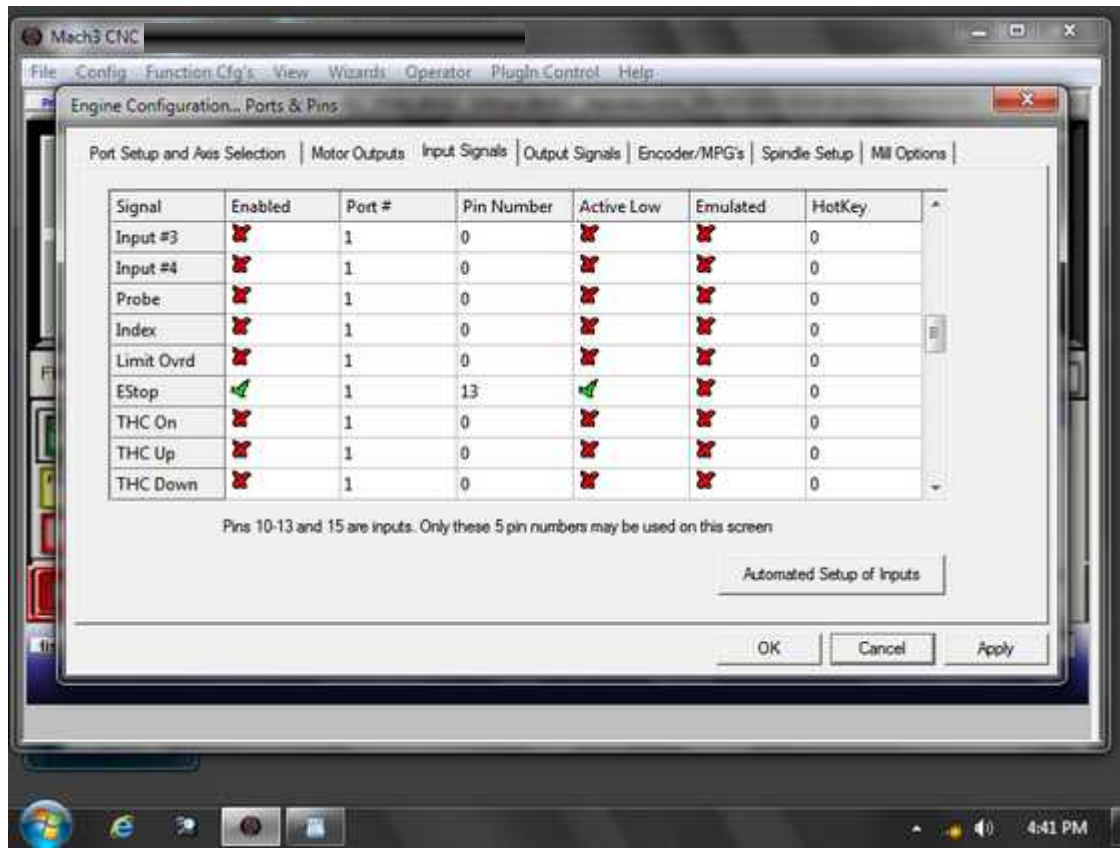 Mach3 CNC
File Config Function Cfg's View Wizards Operator PlugIn Control Help
Engine Configuration... Ports & Pins
Port Setup and Axis Selection Motor Outputs Input Signals Output Signals Encoder/MPG's Spindle Setup Mill Options
Signal Enabled Port # Pin Number Active Low Emulated HotKey
Input #3 1 0 0
Input #4 1 0 0
Probe 1 0 0
Index 1 0 0
Limit Ovrd 1 0 0
EStop 1 13 0
THC On 1 0 0
THC Up 1 0 0
THC Down 1 0 0
Pins 10-13 and 15 are inputs. Only these 5 pin numbers may be used on this screen
Automated Setup of Inputs
OK Cancel Apply
4:41 PM